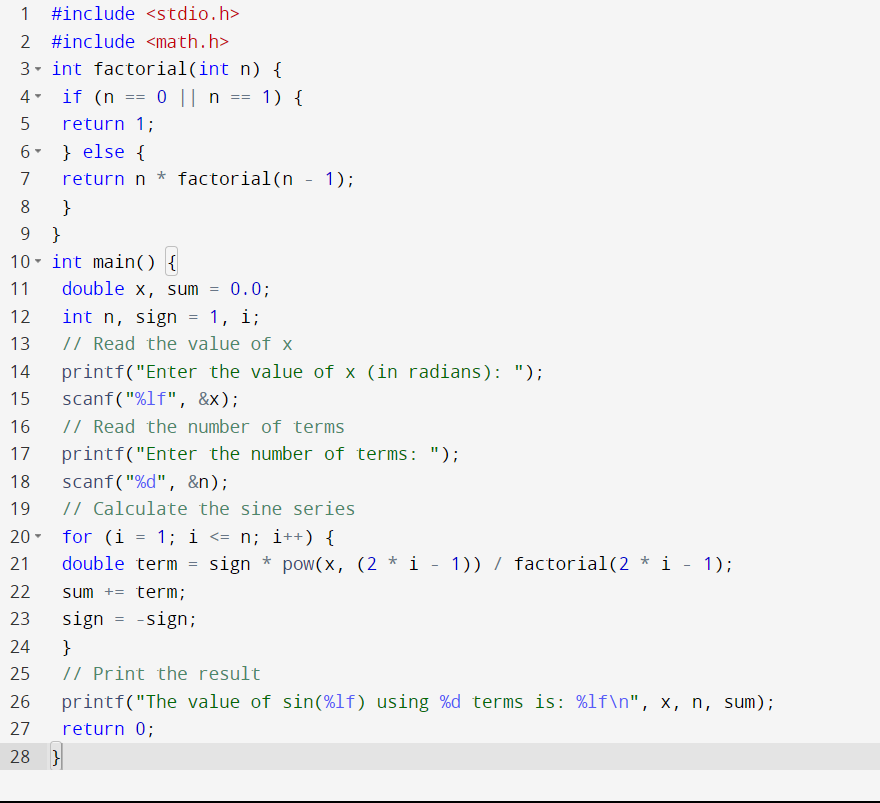 1 #include <stdio.h>
2 #include <math.h>
3 int factorial(int n) {
4 if (n == 0 || n == 1) {
5 return 1;
6 } else {
7 return n * factorial(n - 1);
8 }
9 }
10 int main() {
11 double x, sum = 0.0;
12 int n, sign = 1, i;
13 // Read the value of x
14 printf("Enter the value of x (in radians): ");
15 scanf("%lf", &x);
16 // Read the number of terms
17 printf("Enter the number of terms: ");
18 scanf("%d", &n);
19 // Calculate the sine series
20 for (i = 1; i <= n; i++) {
21 double term = sign * pow(x, (2 * i - 1)) / factorial(2 * i - 1);
22 sum += term;
23 sign = -sign;
24 }
25 // Print the result
26 printf("The value of sin(%lf) using %d terms is: %lf\n", x, n, sum);
27 return 0;
28 }